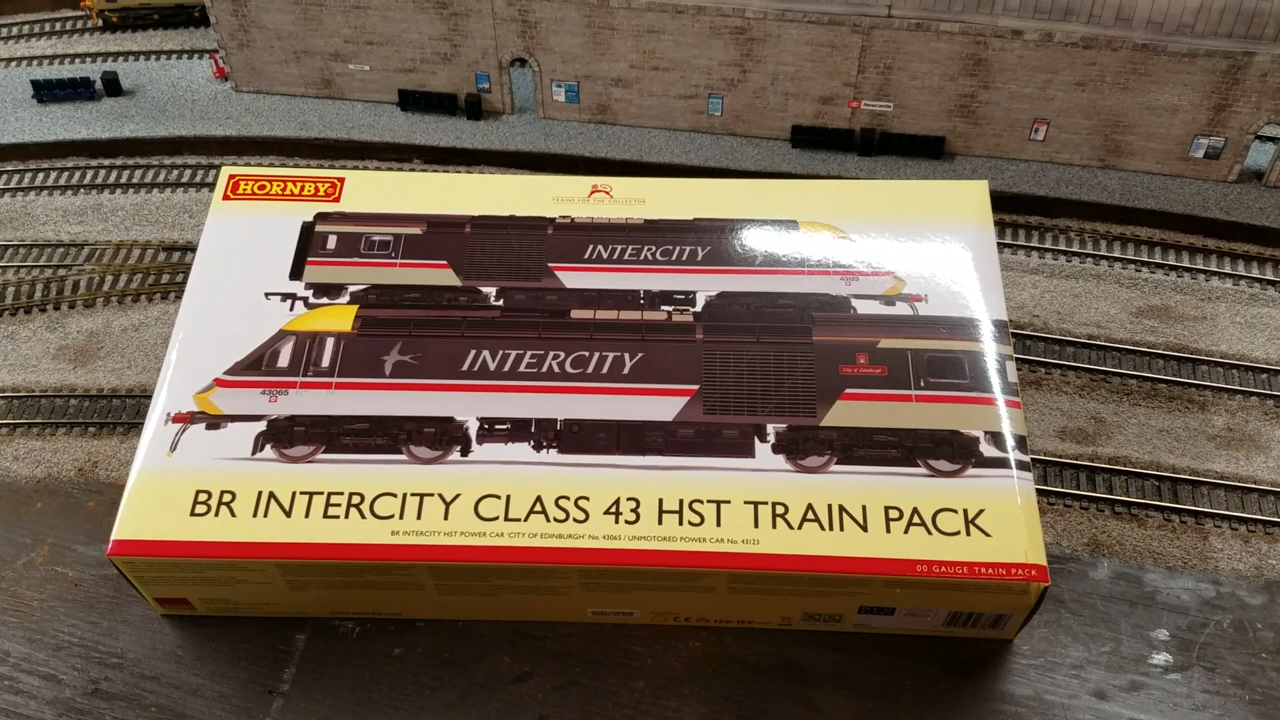 Newcastle
HORNBY
TRAINS FOR THE COLLECTOR
INTERCITY
43123
INTERCITY
City of Edinburgh
43065
BR INTERCITY CLASS 43 HST TRAIN PACK
BR INTERCITY HST POWER CAR 'CITY OF EDINBURGH' No. 43065 / UNMOTORED POWER CAR No. 43123
00 GAUGE TRAIN PACK